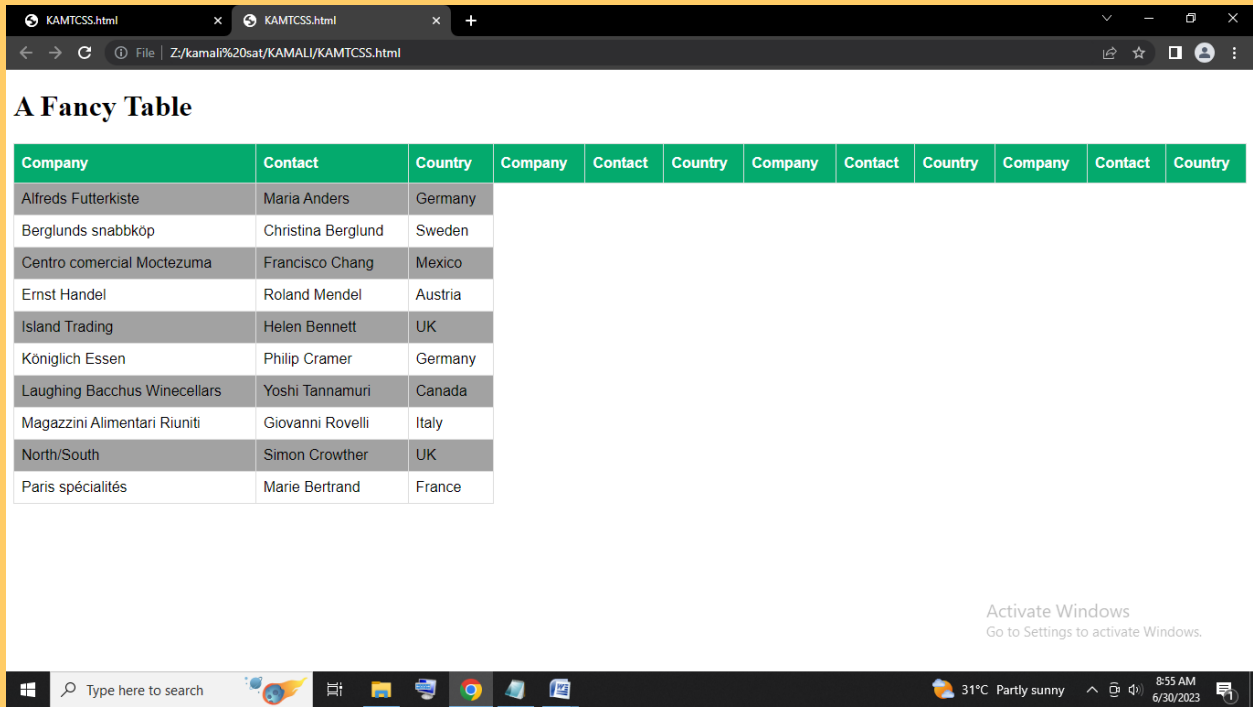 KAMTCSS.html KAMTCSS.html
File Z:/kamali%20sat/KAMALI/KAMTCSS.html
A Fancy Table
Company Contact Country Company Contact Country Company Contact Country Company Contact Country
Alfreds Futterkiste Maria Anders Germany
Berglunds snabbköp Christina Berglund Sweden
Centro comercial Moctezuma Francisco Chang Mexico
Ernst Handel Roland Mendel Austria
Island Trading Helen Bennett UK
Königlich Essen Philip Cramer Germany
Laughing Bacchus Winecellars Yoshi Tannamuri Canada
Magazzini Alimentari Riuniti Giovanni Rovelli Italy
North/South Simon Crowther UK
Paris spécialités Marie Bertrand France
Activate Windows
Go to Settings to activate Windows.
Type here to search 31°C Partly sunny 8:55 AM
6/30/2023 1